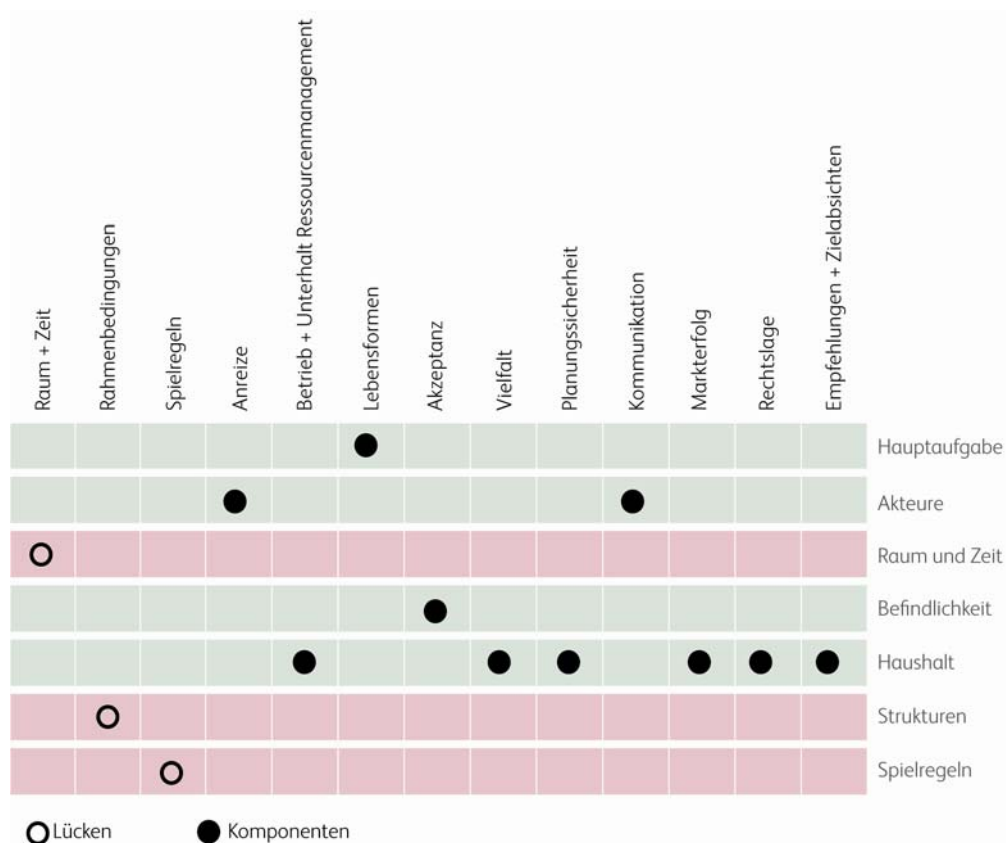 Raum + Zeit
Rahmenbedingungen
Spielregeln
Anreize
Betrieb + Unterhalt Ressourcenmanagement
Lebensformen
Akzeptanz
Vielfalt
Planungssicherheit
Kommunikation
Markterfolg
Rechtslage
Empfehlungen + Zielabsichten
Hauptaufgabe
Akteure
Raum und Zeit
Befindlichkeit
Haushalt
Strukturen
Spielregeln
Lücken
Komponenten